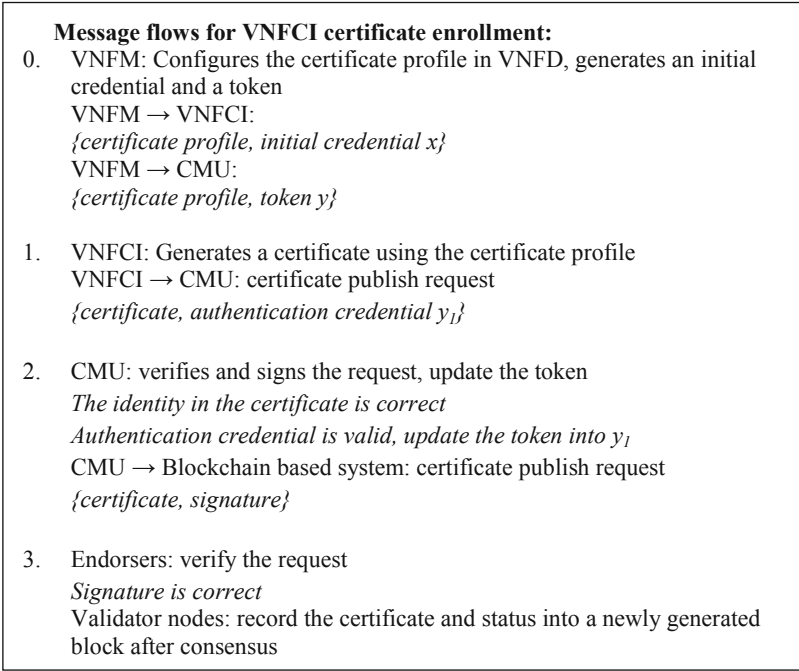 Message flows for VNFCI certificate enrollment:
0. VNFM: Configures the certificate profile in VNFD, generates an initial
credential and a token
VNFM → VNFCI:
{certificate profile, initial credential x}
VNFM → CMU:
{certificate profile, token y}
1. VNFCI: Generates a certificate using the certificate profile
VNFCI → CMU: certificate publish request
{certificate, authentication credential y₁}
2. CMU: verifies and signs the request, update the token
The identity in the certificate is correct
Authentication credential is valid, update the token into y₁
CMU → Blockchain based system: certificate publish request
{certificate, signature}
3. Endorsers: verify the request
Signature is correct
Validator nodes: record the certificate and status into a newly generated
block after consensus